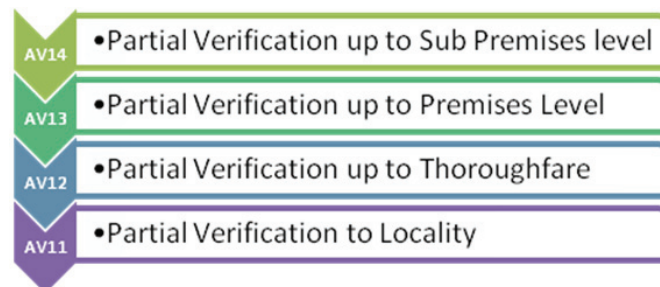 AV14
•Partial Verification up to Sub Premises level
AV13
•Partial Verification up to Premises Level
AV12
•Partial Verification up to Thoroughfare
AV11
•Partial Verification to Locality